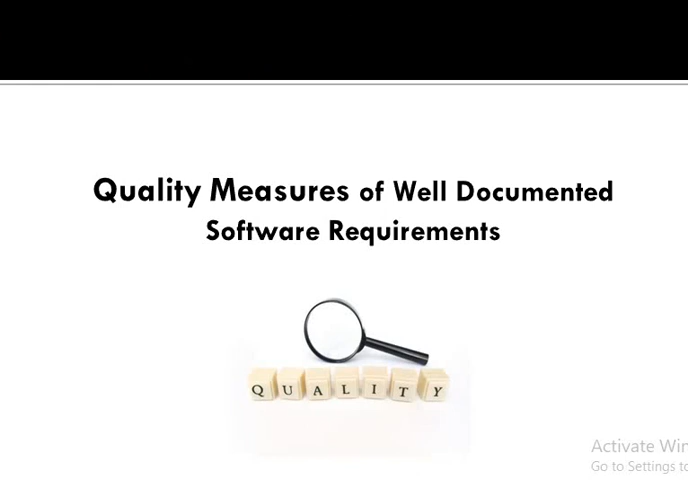 Quality Measures of Well Documented
Software Requirements
QUALITY
Activate Win
Go to Settings to